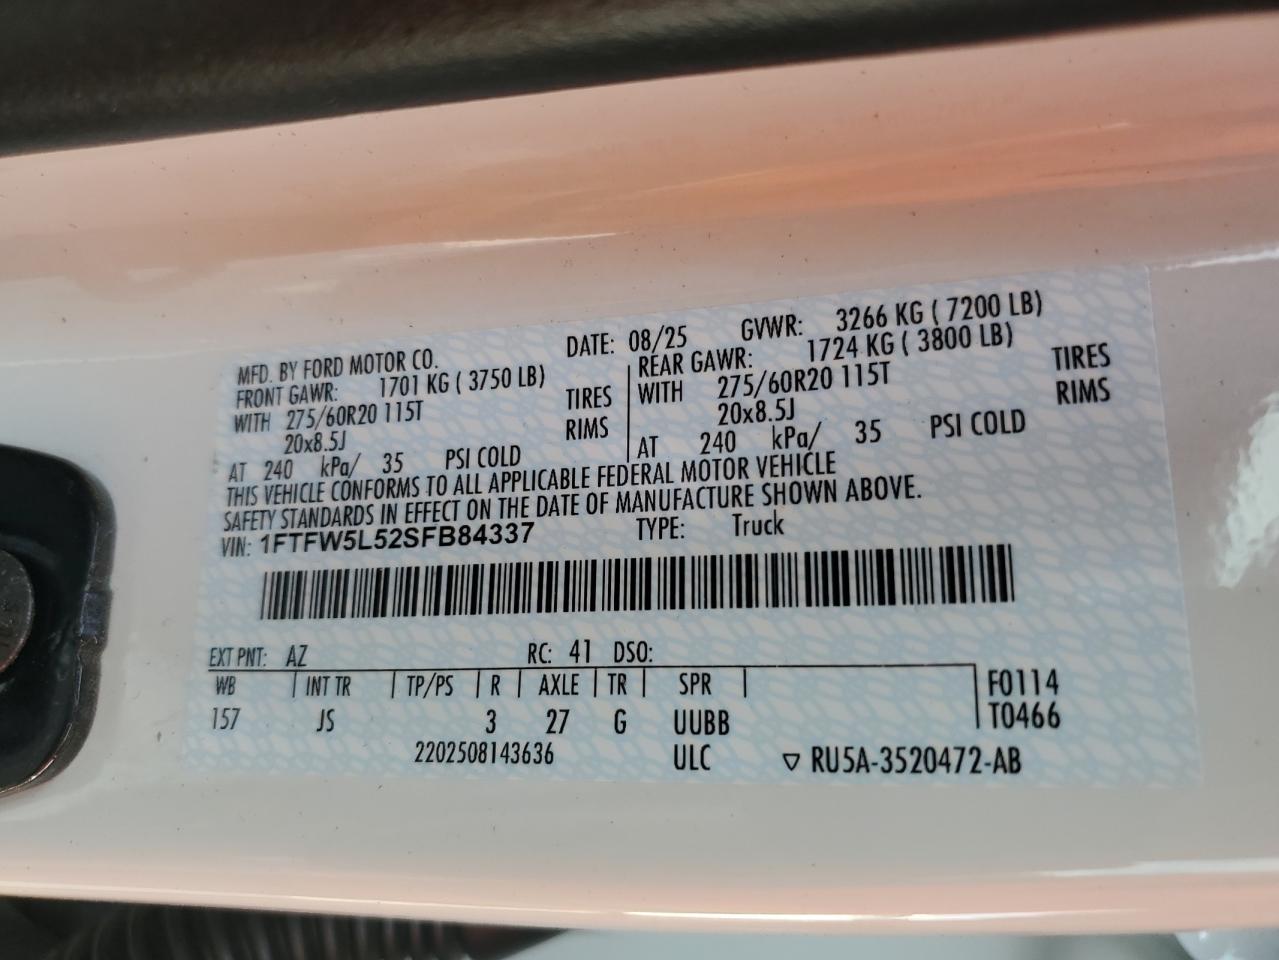 MFD. BY FORD MOTOR CO. DATE: 08/25 GVWR: 3266 KG ( 7200 LB)
FRONT GAWR: 1701 KG ( 3750 LB) REAR GAWR: 1724 KG ( 3800 LB)
WITH 275/60R20 115T TIRES WITH 275/60R20 115T TIRES
20x8.5J RIMS 20x8.5J RIMS
AT 240 kPa/ 35 PSI COLD AT 240 kPa/ 35 PSI COLD
THIS VEHICLE CONFORMS TO ALL APPLICABLE FEDERAL MOTOR VEHICLE
SAFETY STANDARDS IN EFFECT ON THE DATE OF MANUFACTURE SHOWN ABOVE.
VIN: 1FTFW5L52SFB84337 TYPE: Truck
EXT PNT: AZ RC: 41 DSO:
WB INT TR TP/PS R AXLE TR SPR F0114
157 JS 3 27 G UUBB T0466
2202508143636 ULC ▽ RU5A-3520472-AB